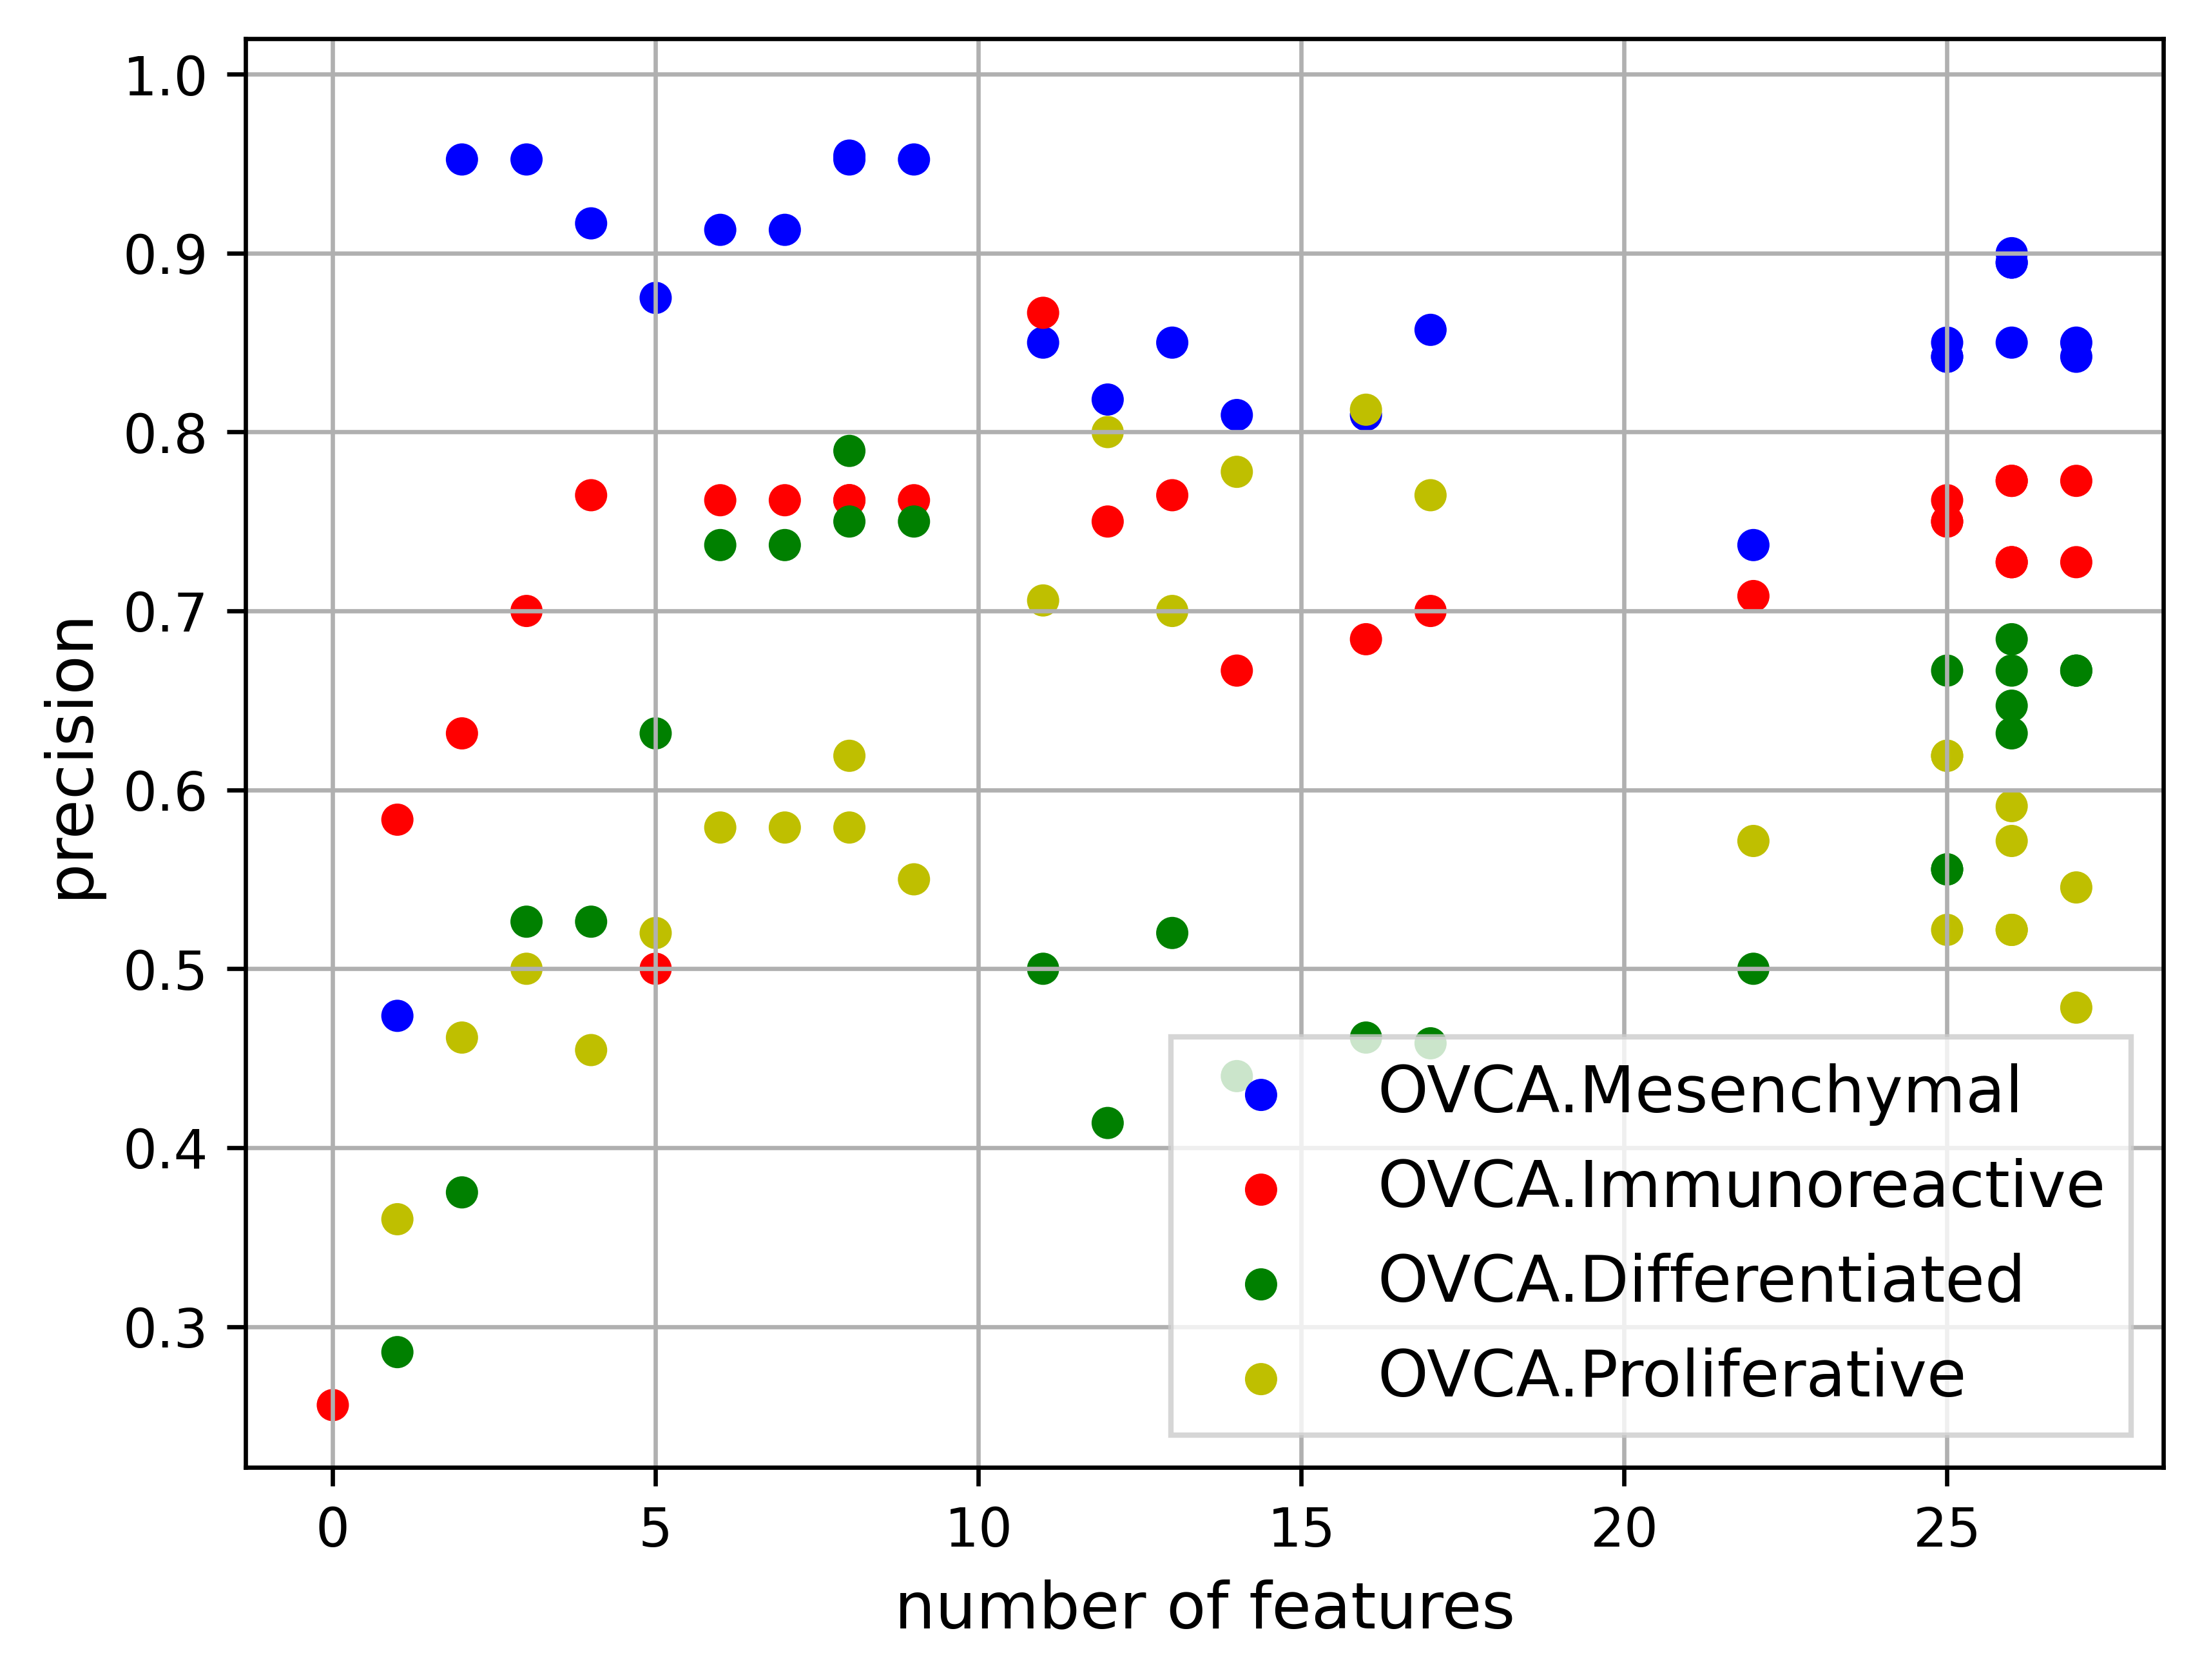 1.0
0.9
0.8
0.7
0.6
0.5
0.4
0.3
precision
OVCA.Mesenchymal
OVCA.Immunoreactive
OVCA.Differentiated
OVCA.Proliferative
0 5 10 15 20 25
number of features